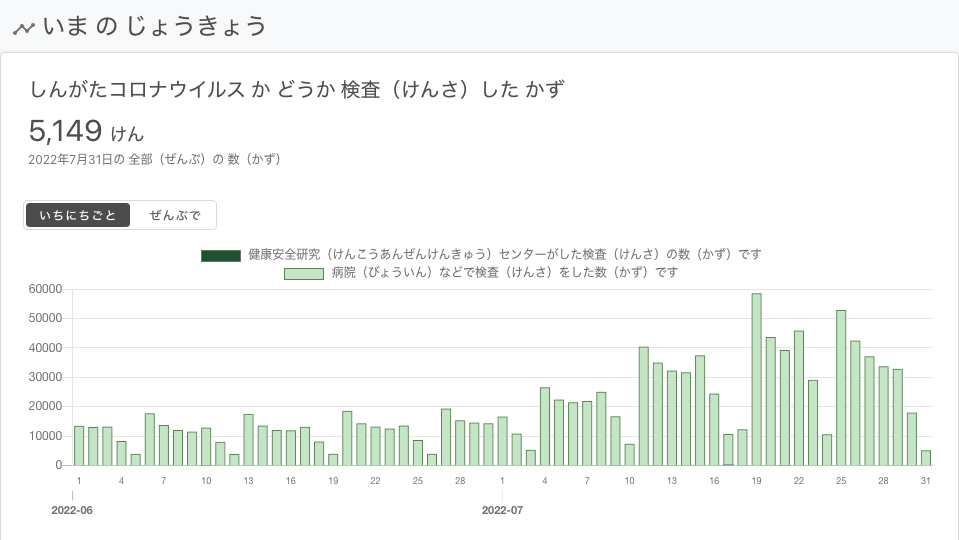 いま の じょうきょう
しんがたコロナウイルス か どうか 検査（けんさ）した かず
5,149 けん
2022年7月31日の 全部（ぜんぶ）の 数（かず）
いちにちごと ぜんぶで
健康安全研究（けんこうあんぜんけんきゅう）センターがした検査（けんさ）の数（かず）です
病院（びょういん）などで検査（けんさ）をした数（かず）です
60000
50000
40000
30000
20000
10000
0
1 4 7 10 13 16 19 22 25 28 1 4 7 10 13 16 19 22 25 28 31
2022-06 2022-07